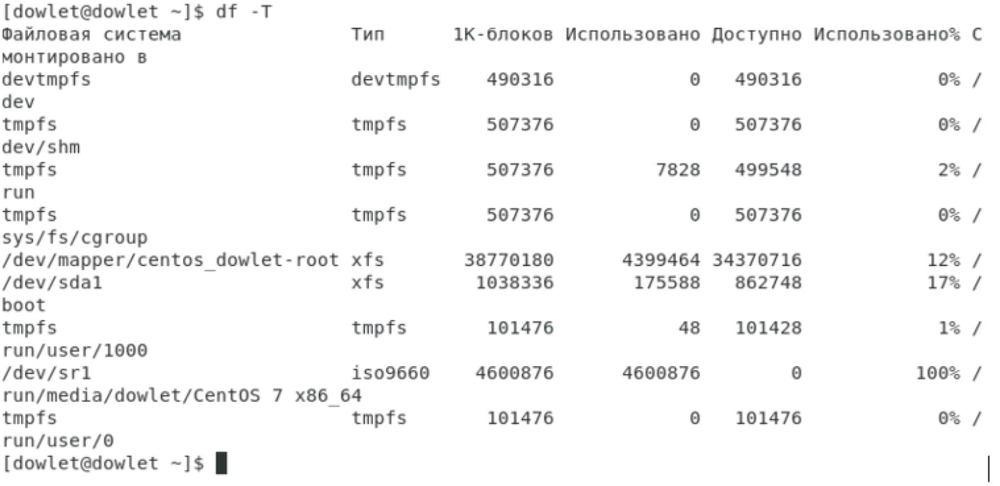 [dowlet@dowlet ~]$ df -T
Файловая система               Тип      1K-блоков Использовано Доступно Использовано% С
монтировано в
devtmpfs                       devtmpfs    490316            0   490316            0% /
dev
tmpfs                          tmpfs       507376            0   507376            0% /
dev/shm
tmpfs                          tmpfs       507376         7828   499548            2% /
run
tmpfs                          tmpfs       507376            0   507376            0% /
sys/fs/cgroup
/dev/mapper/centos_dowlet-root xfs       38770180      4399464 34370716           12% /
/dev/sda1                      xfs        1038336       175588   862748           17% /
boot
tmpfs                          tmpfs       101476           48   101428            1% /
run/user/1000
/dev/sr1                       iso9660    4600876      4600876        0          100% /
run/media/dowlet/CentOS 7 x86_64
tmpfs                          tmpfs       101476            0   101476            0% /
run/user/0
[dowlet@dowlet ~]$